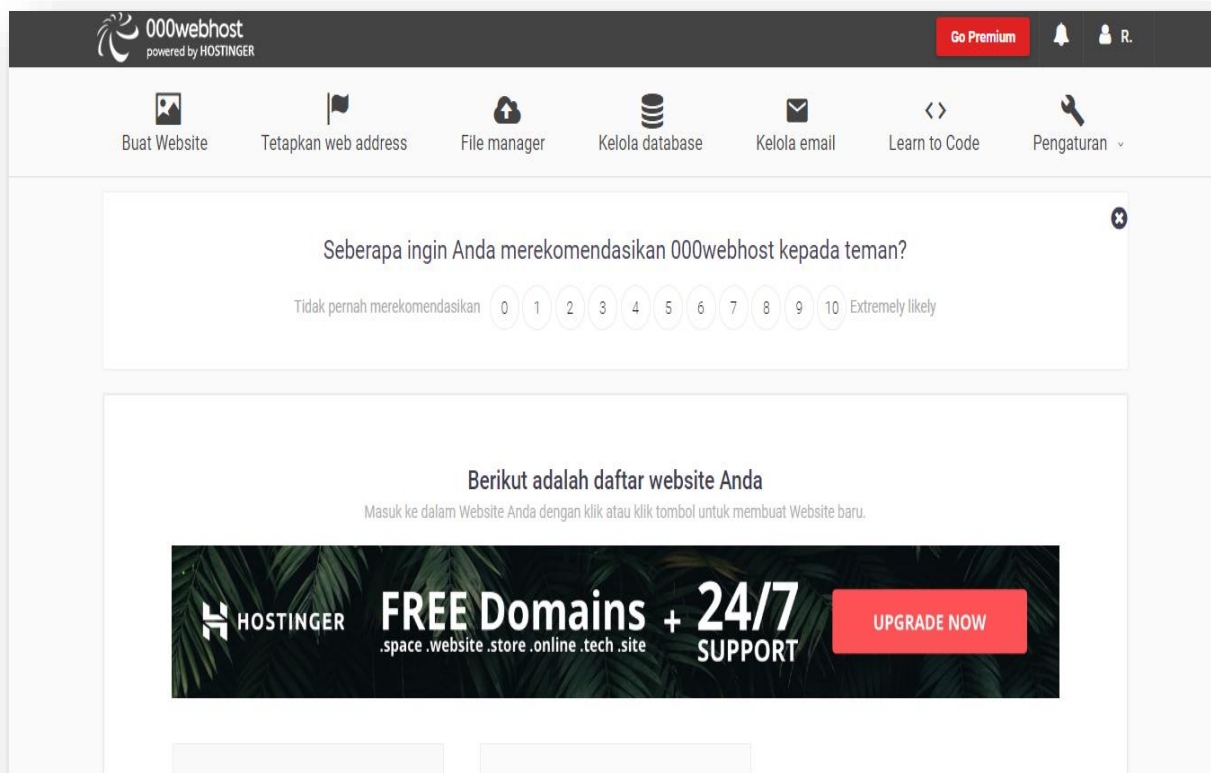 000webhost
powered by HOSTINGER
Go Premium
R.
Buat Website
Tetapkan web address
File manager
Kelola database
Kelola email
Learn to Code
Pengaturan
Seberapa ingin Anda merekomendasikan 000webhost kepada teman?
Tidak pernah merekomendasikan 0 1 2 3 4 5 6 7 8 9 10 Extremely likely
Berikut adalah daftar website Anda
Masuk ke dalam Website Anda dengan klik atau klik tombol untuk membuat Website baru.
HOSTINGER
FREE Domains + 24/7
.space .website .store .online .tech .site
SUPPORT
UPGRADE NOW